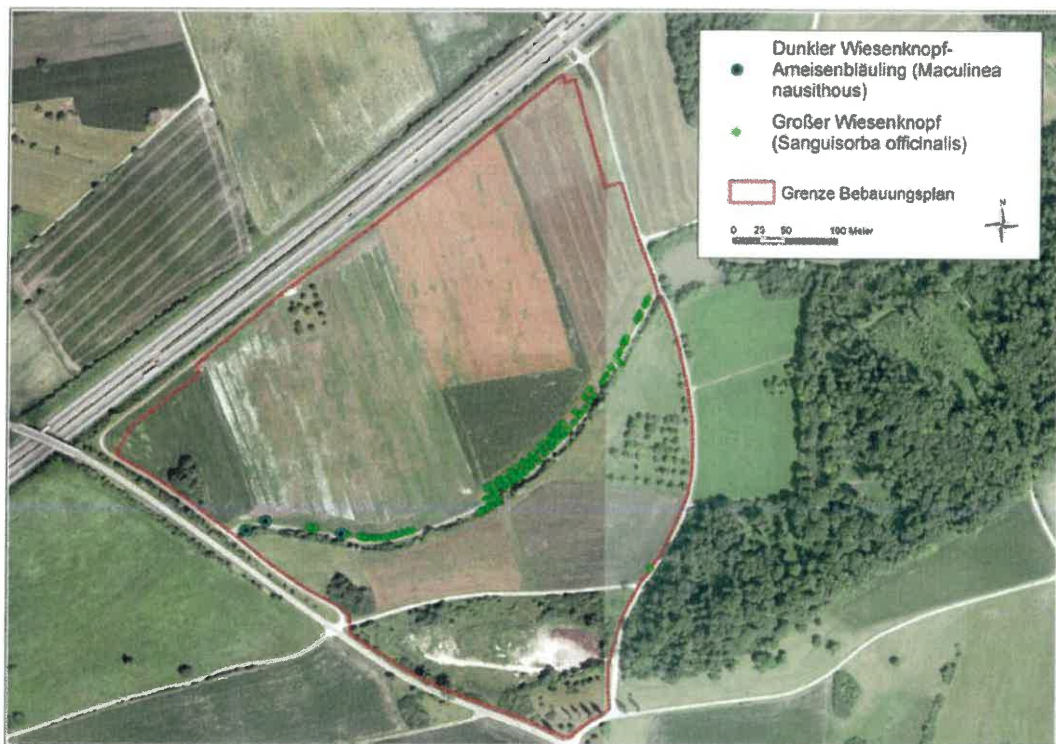 Dunkler Wiesenknopf-
Ameisenbläuling (Maculinea
nausithous)
Großer Wiesenknopf
(Sanguisorba officinalis)
Grenze Bebauungsplan
N
0 25 50 100 Meter